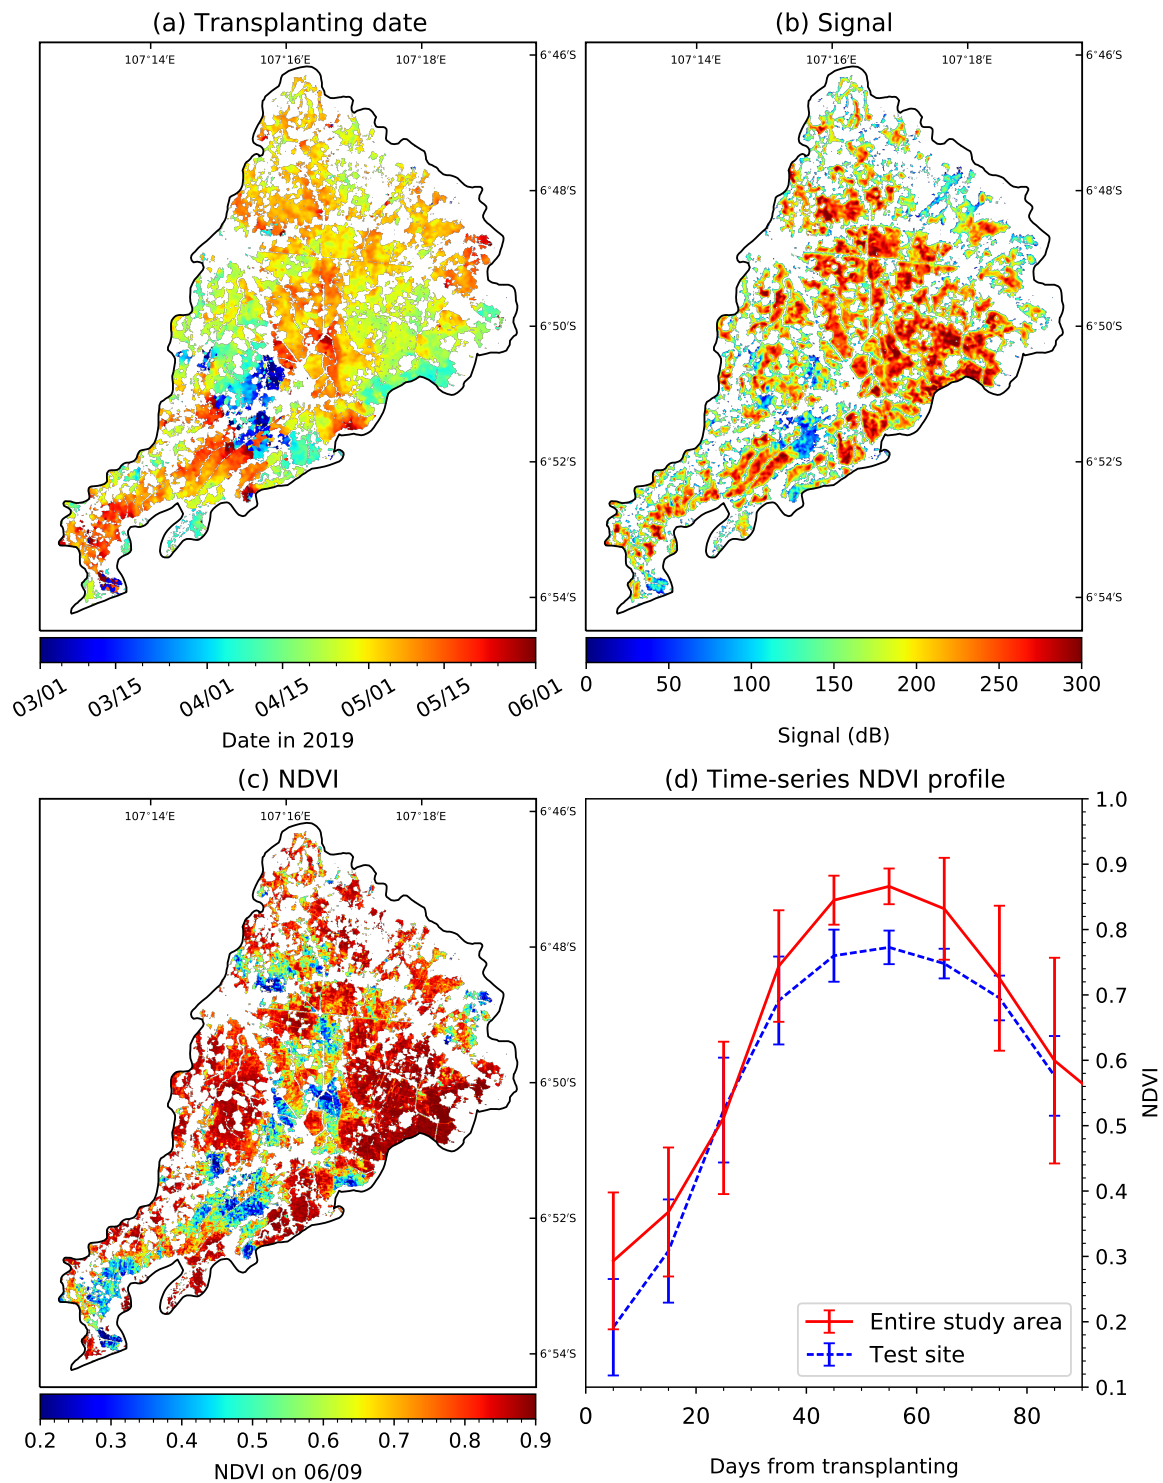 (a) Transplanting date
107°14′E 107°16′E 107°18′E
6°46′S
6°48′S
6°50′S
6°52′S
6°54′S
03/01 03/15 04/01 04/15 05/01 05/15 06/01
Date in 2019
(b) Signal
107°14′E 107°16′E 107°18′E
6°46′S
6°48′S
6°50′S
6°52′S
6°54′S
0 50 100 150 200 250 300
Signal (dB)
(c) NDVI
107°14′E 107°16′E 107°18′E
6°46′S
6°48′S
6°50′S
6°52′S
6°54′S
0.2 0.3 0.4 0.5 0.6 0.7 0.8 0.9
NDVI on 06/09
(d) Time-series NDVI profile
1.0
0.9
0.8
0.7
0.6
0.5
0.4
0.3
0.2
0.1
NDVI
Entire study area
Test site
0 20 40 60 80
Days from transplanting